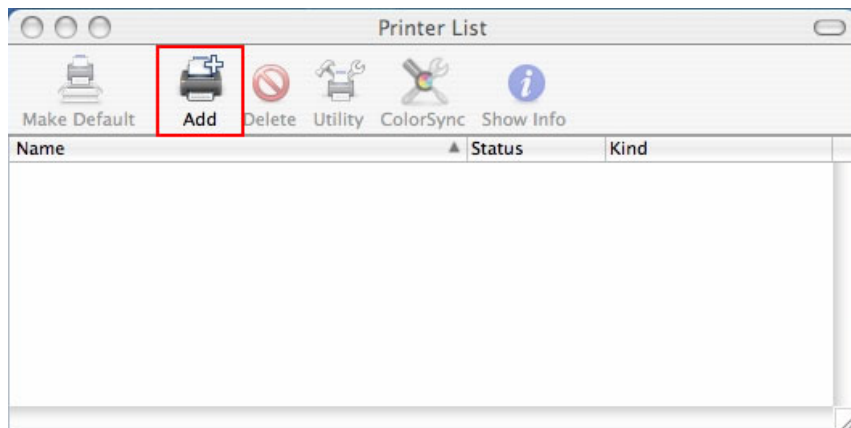 Printer List
Make Default Add Delete Utility ColorSync Show Info
Name Status Kind